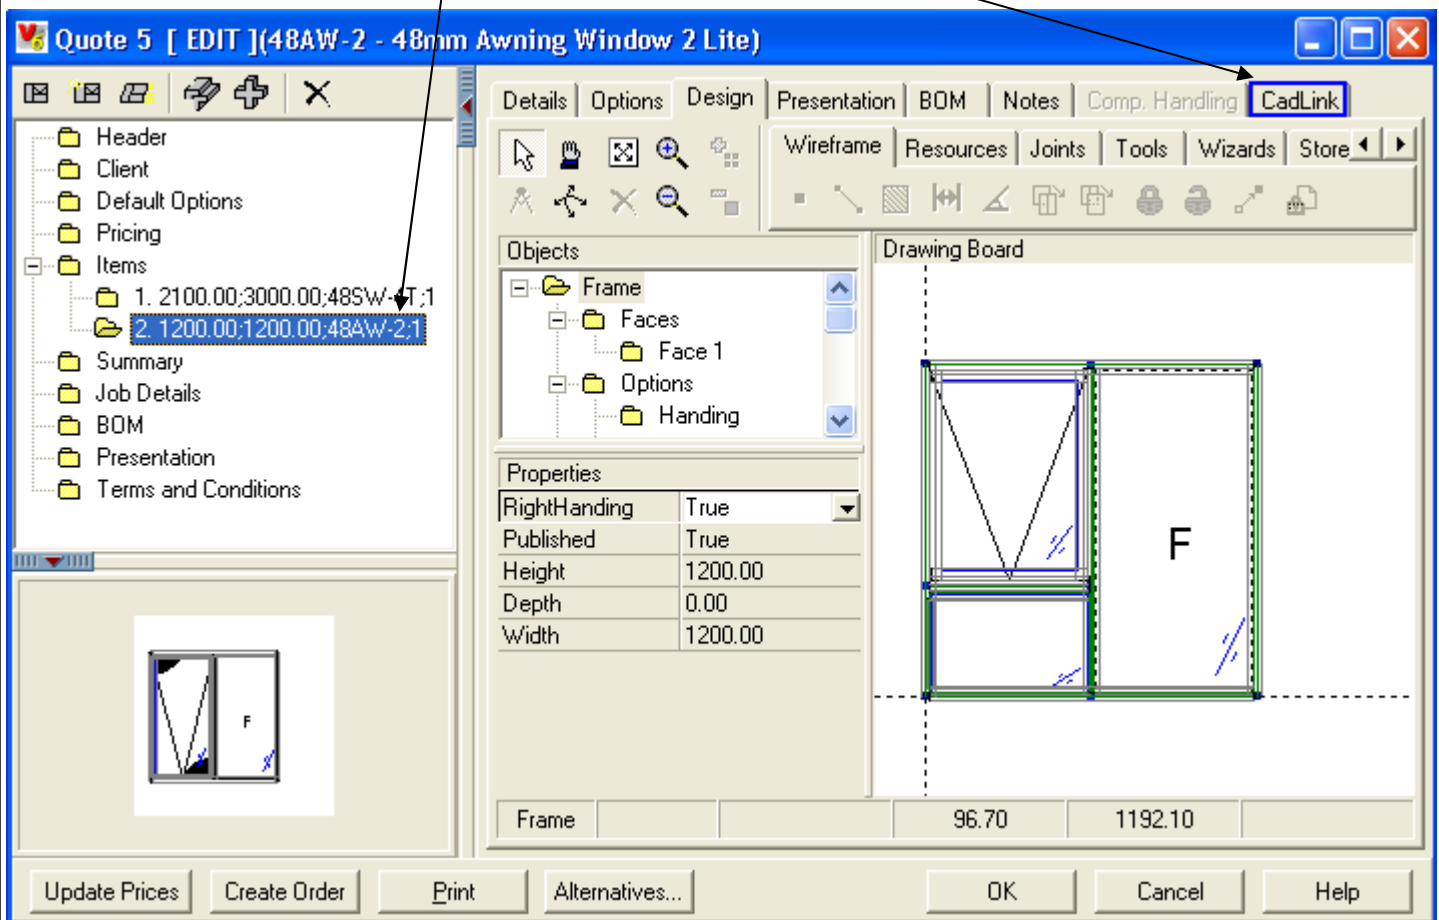 Quote 5 [ EDIT ](48AW-2 - 48mm Awning Window 2 Lite)
Details Options Design Presentation BOM Notes Comp. Handling CadLink
Wireframe Resources Joints Tools Wizards Store
Header
Client
Default Options
Pricing
Items
1. 2100.00;3000.00;48SW-4T;1
2. 1200.00;1200.00;48AW-2;1
Summary
Job Details
BOM
Presentation
Terms and Conditions
F
Objects
Frame
Faces
Face 1
Options
Handing
Properties
RightHanding True
Published True
Height 1200.00
Depth 0.00
Width 1200.00
Drawing Board
F
Frame 96.70 1192.10
Update Prices Create Order Print Alternatives... OK Cancel Help